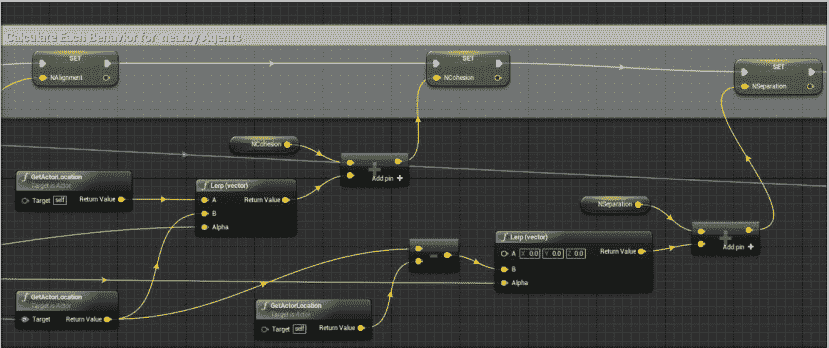 Calculate Each Behavior for nearby Agents
SET
NAlignment
SET
NCohesion
SET
NSeparation
NCohesion
Add pin +
GetActorLocation
Target is Actor
Target self Return Value
Lerp (vector)
A Return Value
B
Alpha
NSeparation
Add pin +
Lerp (vector)
A X 0.0 Y 0.0 Z 0.0 Return Value
B
Alpha
GetActorLocation
Target is Actor
Target Return Value
GetActorLocation
Target is Actor
Target self Return Value